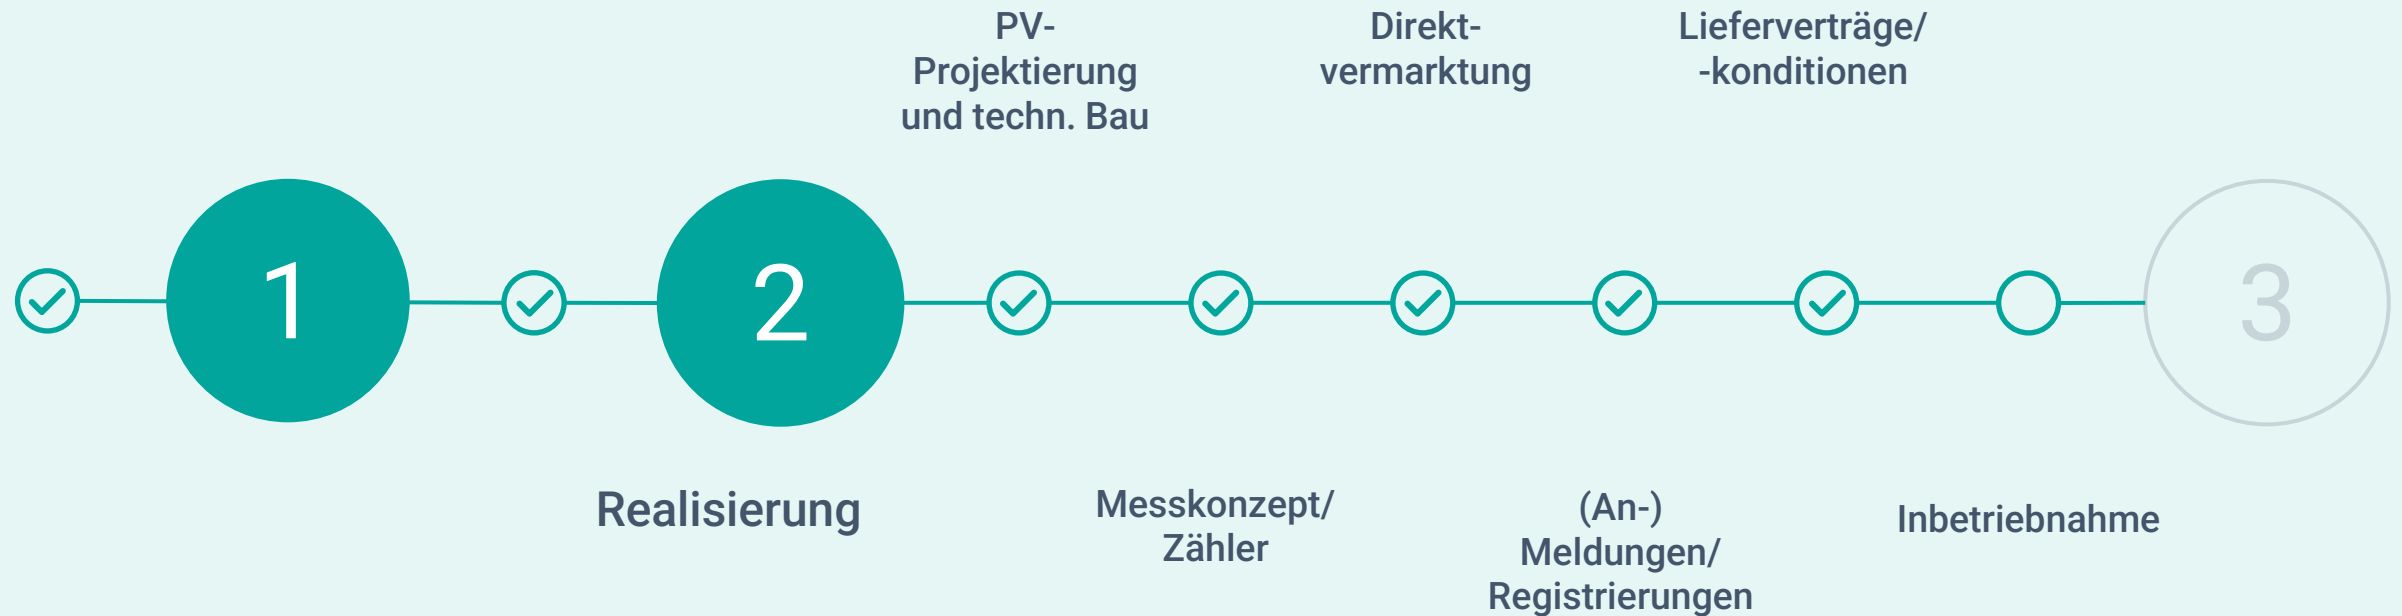 PV-
Projektierung
und techn. Bau
Direkt-
vermarktung
Lieferverträge/
-konditionen
1
2
3
Realisierung
Messkonzept/
Zähler
(An-)
Meldungen/
Registrierungen
Inbetriebnahme